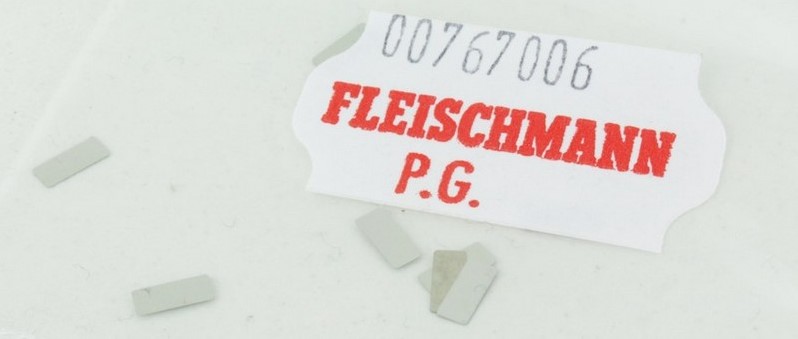 00767006
FLEISCHMANN
P.G.